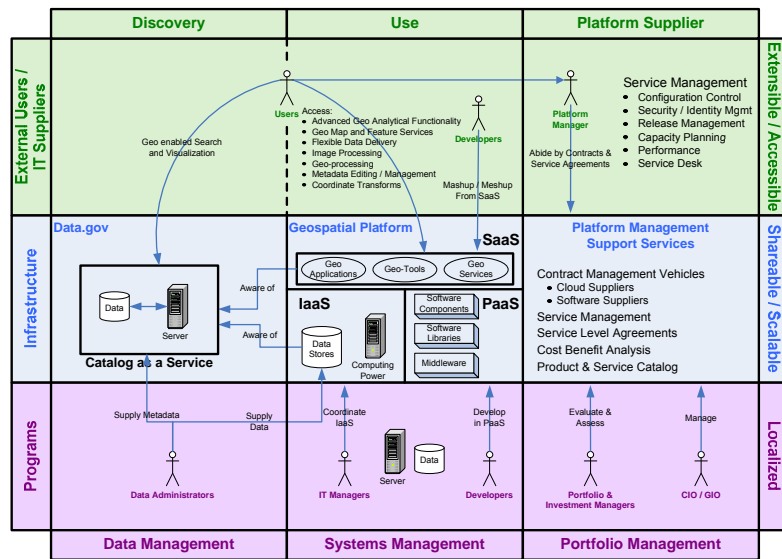 Discovery
Use
Platform Supplier
External Users /
IT Suppliers
Extensible / Accessible
Users
Geo enabled Search
and Visualization
Access:
• Advanced Geo Analytical Functionality
• Geo Map and Feature Services
• Flexible Data Delivery
• Image Processing
• Geo-processing
• Metadata Editing / Management
• Coordinate Transforms
Developers
Mashup / Meshup
From SaaS
Platform
Manager
Abide by Contracts
& Service Agreements
Service Management
• Configuration Control
• Security / Identity Mgmt
• Release Management
• Capacity Planning
• Performance
• Service Desk
Infrastructure
Shareable / Scalable
Data.gov
Data
Server
Catalog as a Service
Aware of
Aware of
Geospatial Platform
SaaS
Geo
Applications
Geo-Tools
Geo
Services
IaaS
Data
Stores
Computing
Power
PaaS
Software
Components
Software
Libraries
Middleware
Platform Management
Support Services
Contract Management Vehicles
• Cloud Suppliers
• Software Suppliers
Service Management
Service Level Agreements
Cost Benefit Analysis
Product & Service Catalog
Programs
Localized
Supply Metadata
Supply
Data
Data Administrators
Coordinate
IaaS
IT Managers
Server
Data
Develop
in PaaS
Developers
Evaluate &
Assess
Portfolio &
Investment Managers
Manage
CIO / GIO
Data Management
Systems Management
Portfolio Management